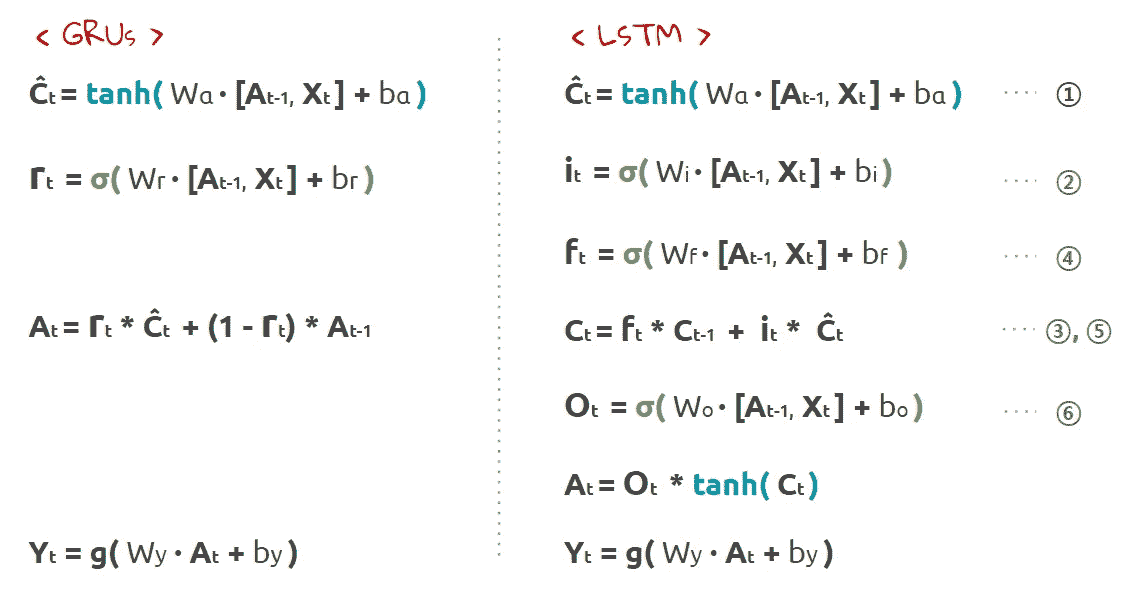 < GRUs >
Ĉt = tanh( Wa · [At-1, Xt] + ba )
Γt = σ( Wr · [At-1, Xt] + br )
At = Γt * Ĉt + (1 - Γt) * At-1
Yt = g( Wy · At + by )
< LSTM >
Ĉt = tanh( Wa · [At-1, Xt] + ba ) ···· ①
it = σ( Wi · [At-1, Xt] + bi ) ···· ②
ft = σ( Wf · [At-1, Xt] + bf ) ···· ④
Ct = ft * Ct-1 + it * Ĉt ···· ③, ⑤
Ot = σ( Wo · [At-1, Xt] + bo ) ···· ⑥
At = Ot * tanh( Ct )
Yt = g( Wy · At + by )